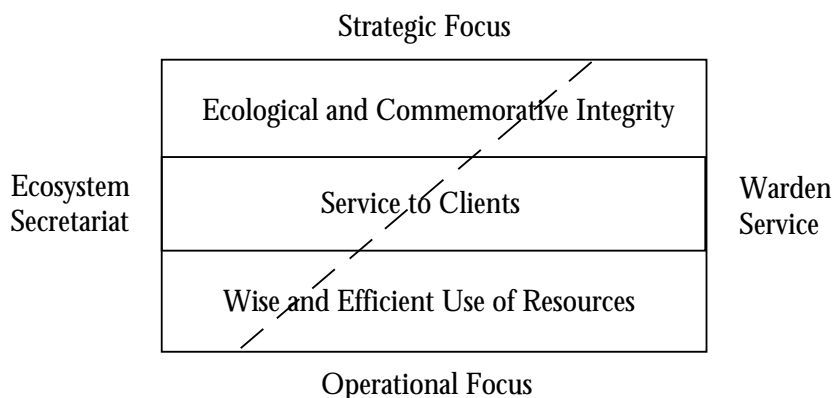 Strategic Focus
Ecological and Commemorative Integrity
Ecosystem
Secretariat
Service to Clients
Warden
Service
Wise and Efficient Use of Resources
Operational Focus